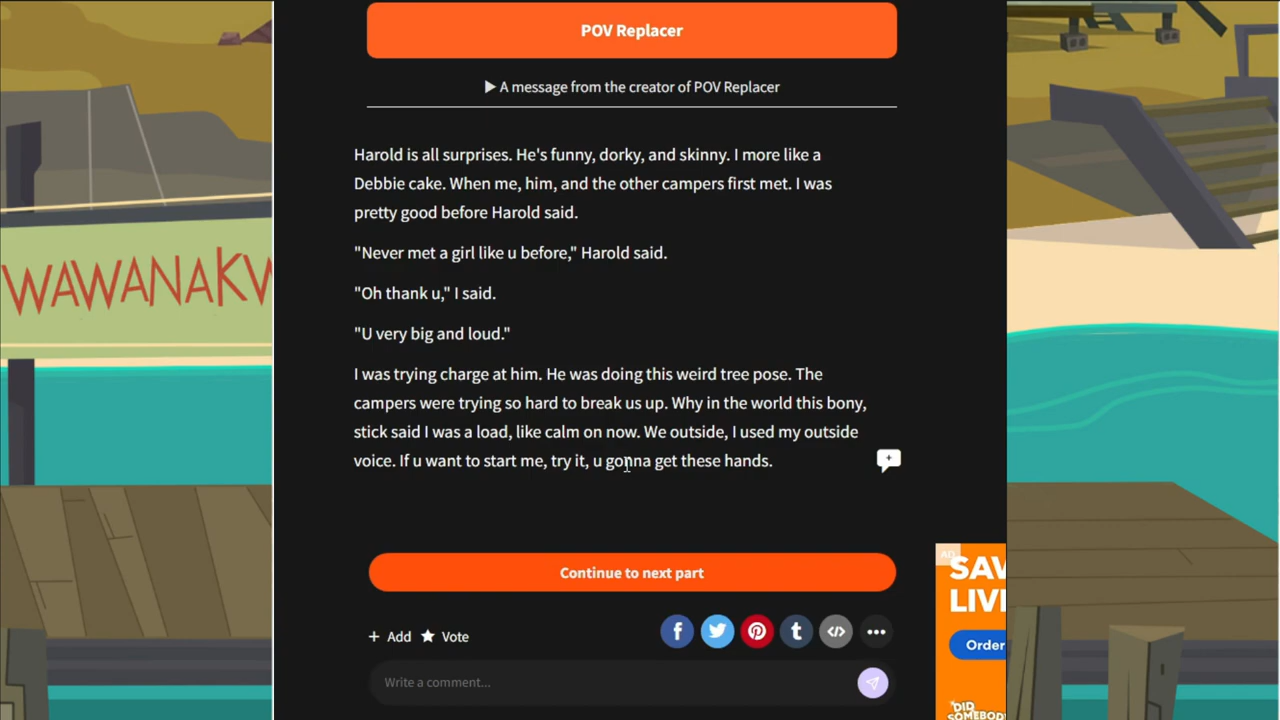 POV Replacer
▶ A message from the creator of POV Replacer
Harold is all surprises. He's funny, dorky, and skinny. I more like a
Debbie cake. When me, him, and the other campers first met. I was
pretty good before Harold said.
"Never met a girl like u before," Harold said.
"Oh thank u," I said.
"U very big and loud."
I was trying charge at him. He was doing this weird tree pose. The
campers were trying so hard to break us up. Why in the world this bony,
stick said I was a load, like calm on now. We outside, I used my outside
voice. If u want to start me, try it, u gonna get these hands.
WAWANAKW
Continue to next part
AD
SAV
LIV
Order
+ Add ★ Vote
Write a comment...
DID
SOMEBODY